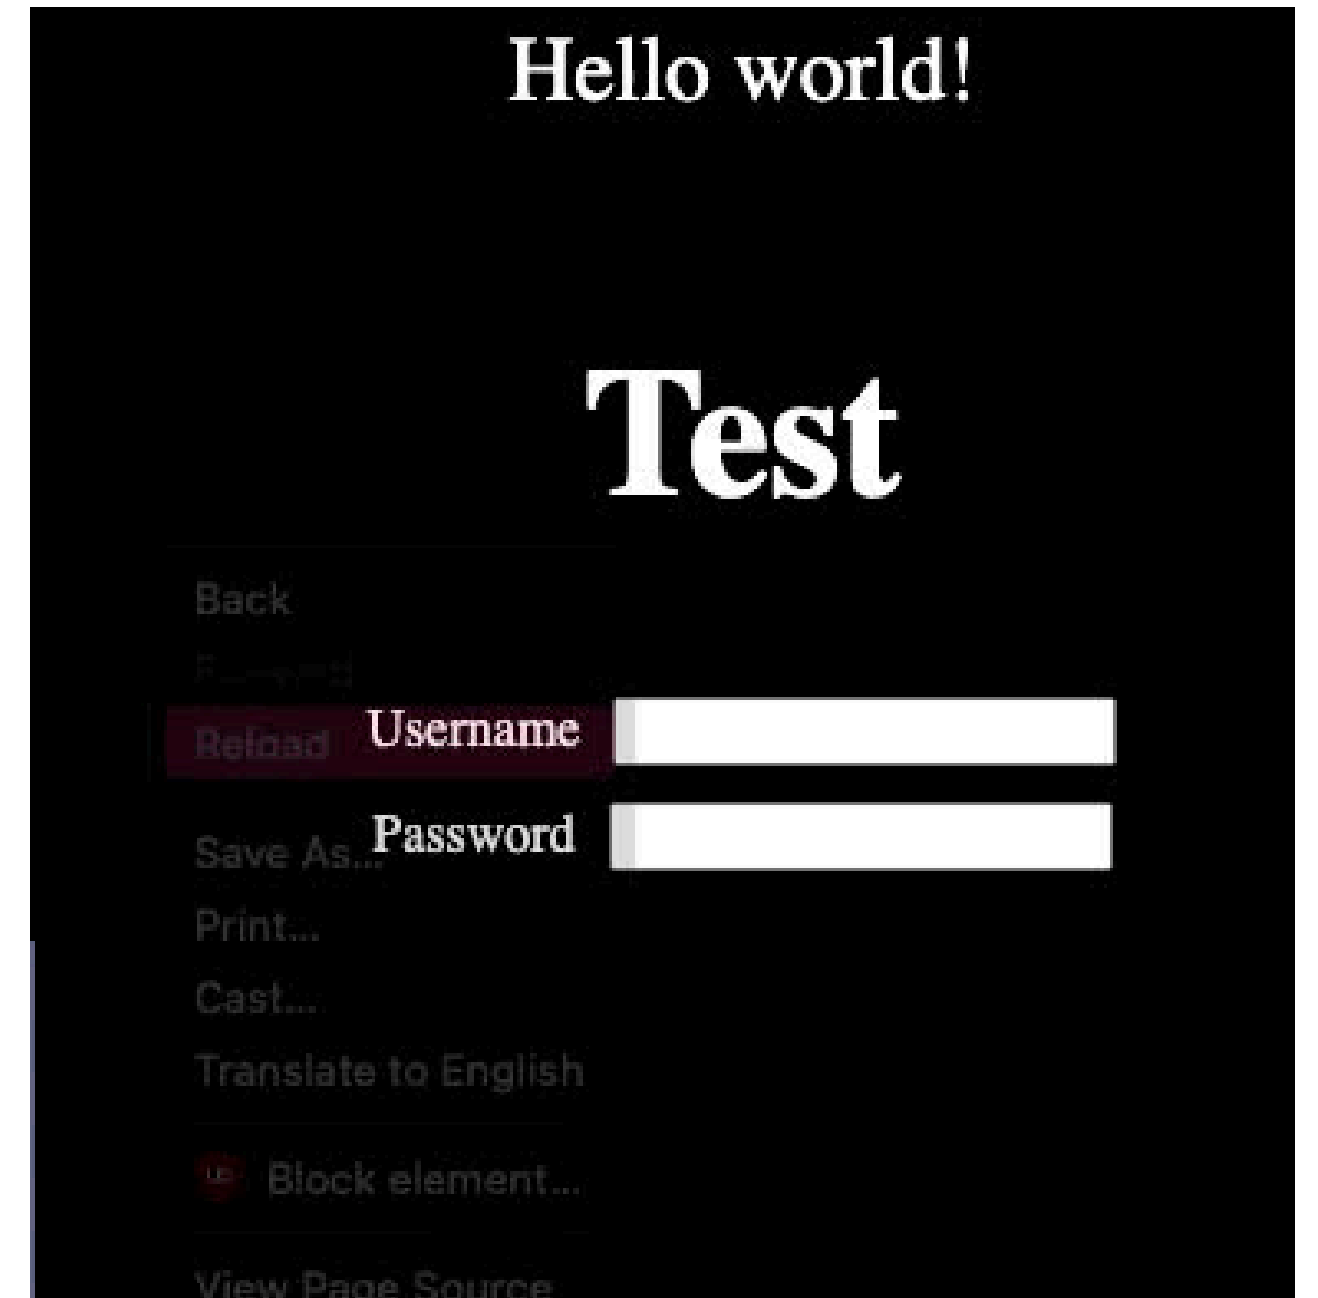 Hello world!
Test
Back
Reload
Username
Save As...
Password
Print...
Cast...
Translate to English
Block element...
View Page Source